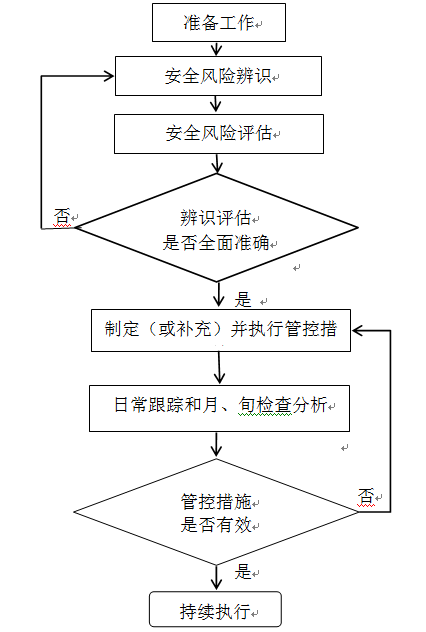 准备工作
安全风险辨识
安全风险评估
否
辨识评估
是否全面准确
是
制定（或补充）并执行管控措
日常跟踪和月、旬检查分析
管控措施
是否有效
否
是
持续执行